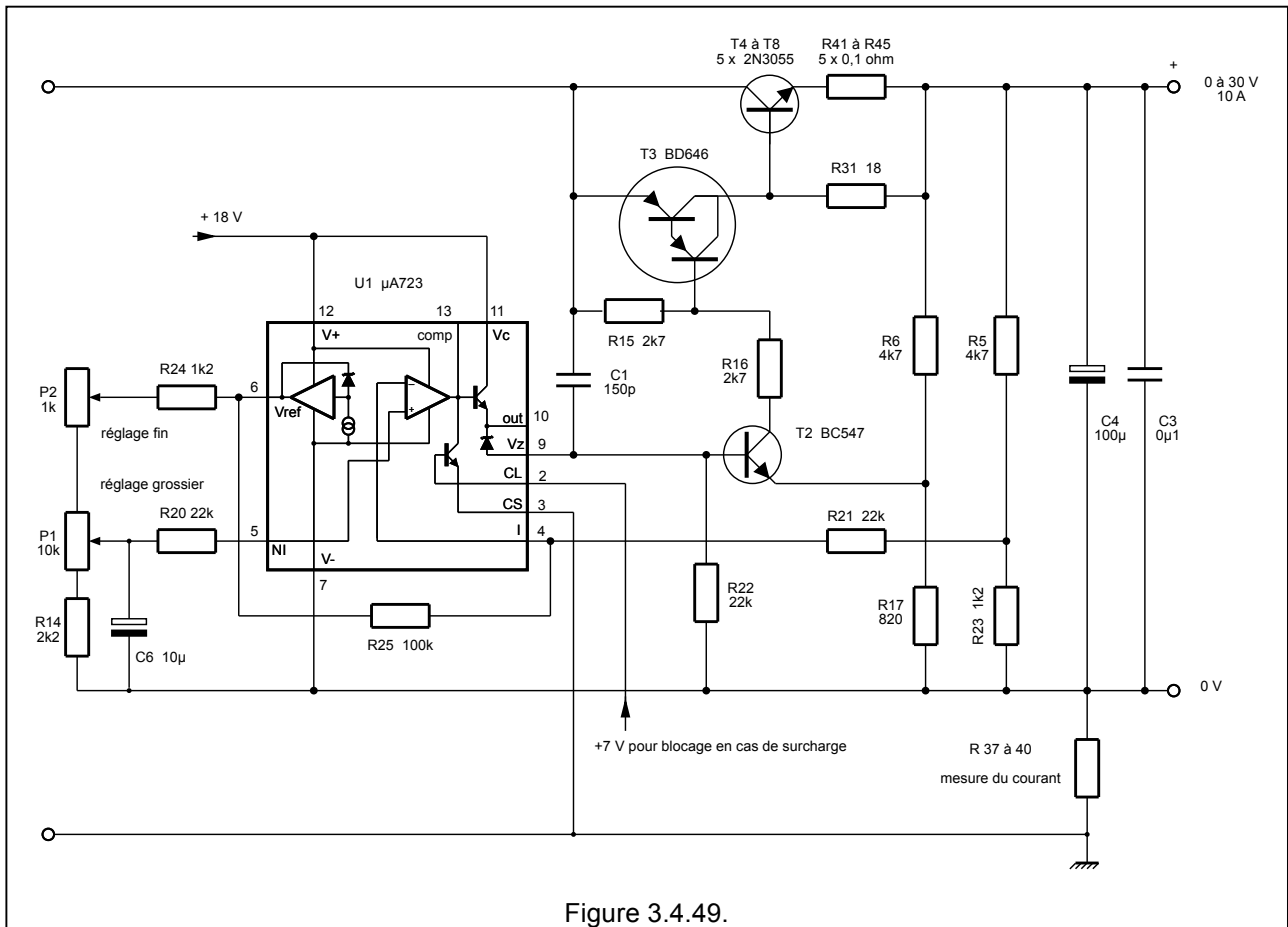 T4 à T8
5 x 2N3055
R41 à R45
5 x 0,1 ohm
+
0 à 30 V
10 A
T3 BD646
R31 18
+ 18 V
U1 µA723
12
13
11
V+
comp
Vc
R15 2k7
R16
2k7
R6
4k7
R5
4k7
P2
1k
R24 1k2
6
Vref
C1
150p
out
10
C4
100µ
C3
0µ1
réglage fin
Vz
9
T2 BC547
CL
2
réglage grossier
CS
3
P1
10k
R20 22k
5
NI
I
4
R21 22k
V-
7
R22
22k
R17
820
R23 1k2
R14
2k2
C6 10µ
R25 100k
0 V
+7 V pour blocage en cas de surcharge
R 37 à 40
mesure du courant
Figure 3.4.49.